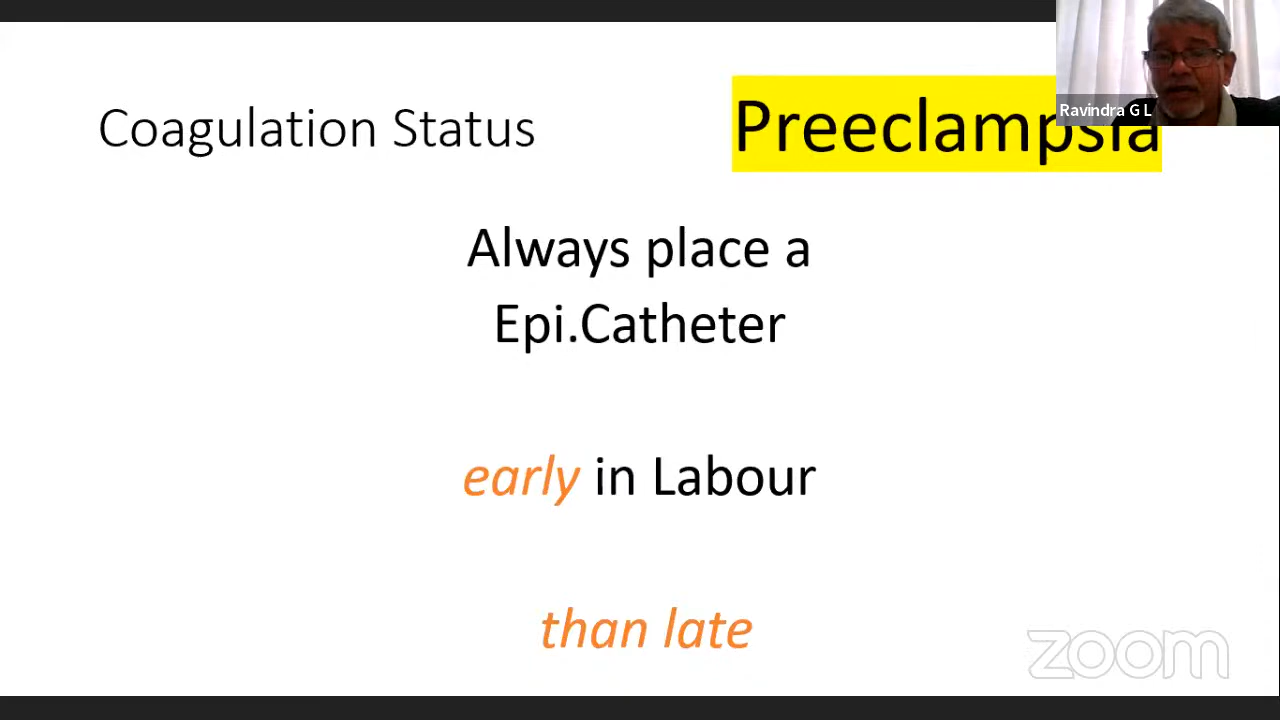 Coagulation Status
Preeclampsia
Ravindra G L
Always place a
Epi.Catheter
early in Labour
than late
zoom